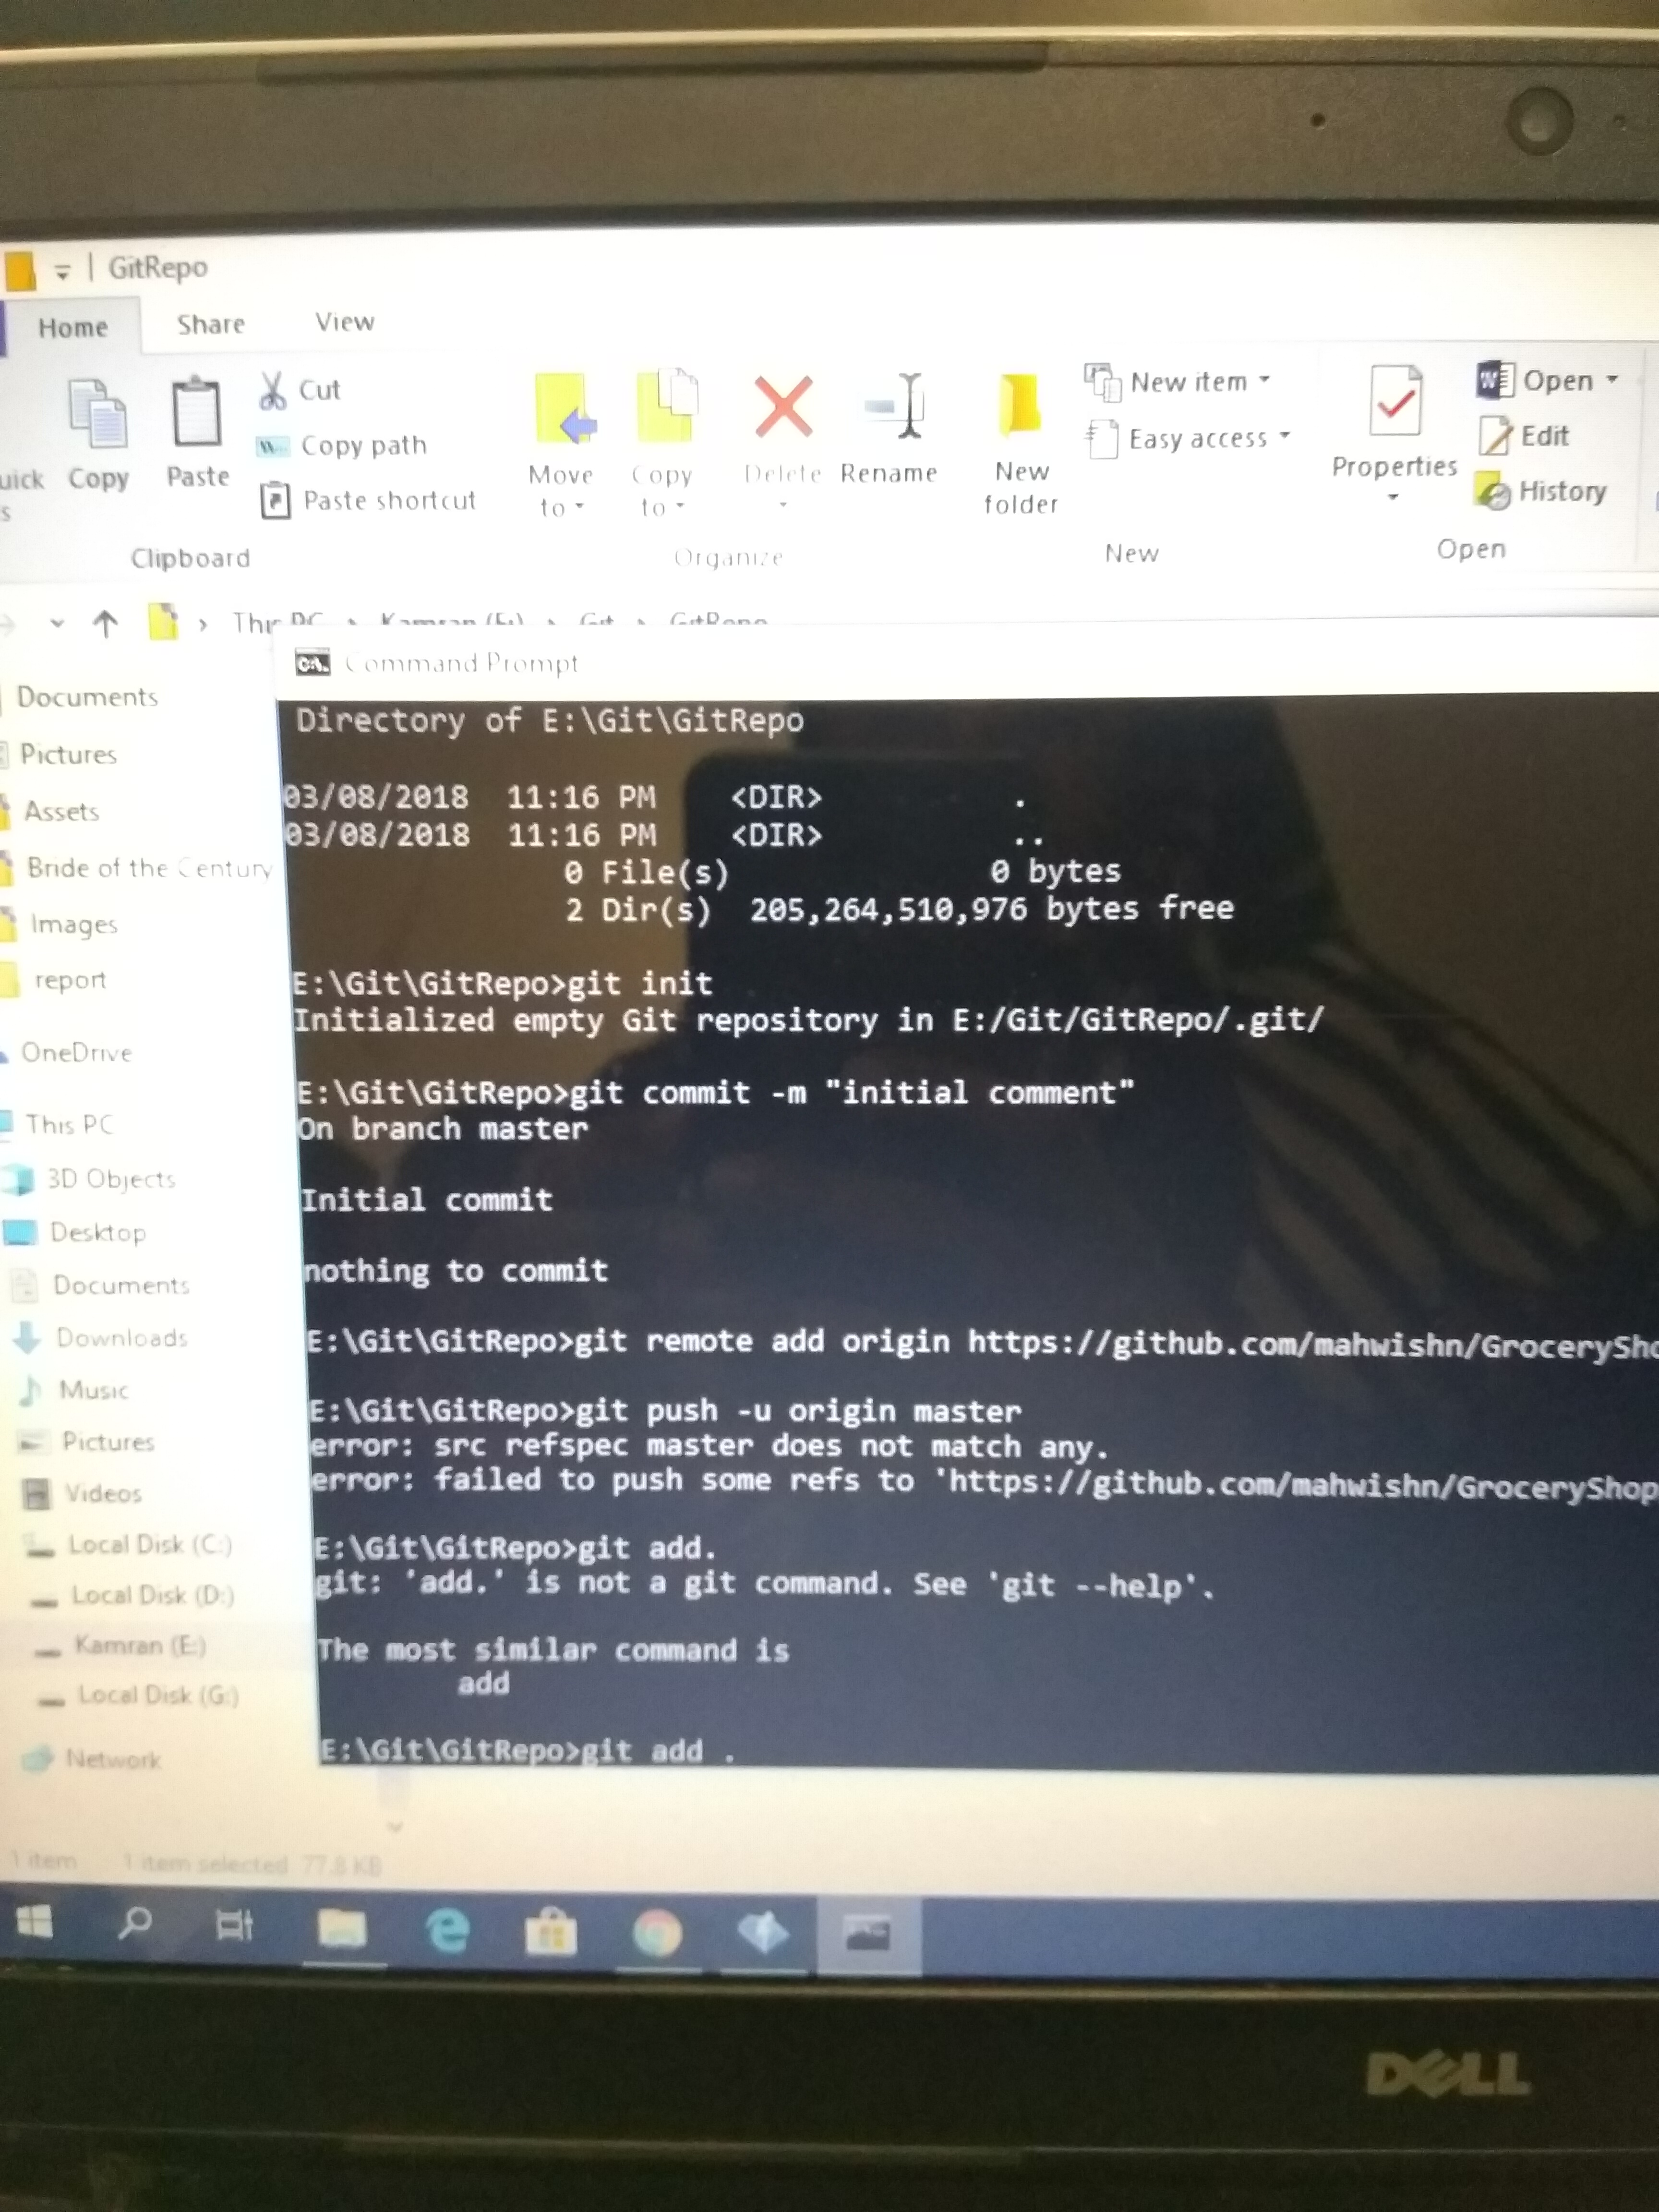 GitRepo
Home Share View
Cut
Copy path
Paste shortcut
uick Copy Paste
s
Move to
Copy to
Delete
Rename
New folder
New item
Easy access
Properties
Open
Edit
History
Clipboard Organize New Open
This PC > Kamran (E:) > Git > GitRepo
Command Prompt
Documents
Pictures
Assets
Bride of the Century
Images
report
OneDrive
This PC
3D Objects
Desktop
Documents
Downloads
Music
Pictures
Videos
Local Disk (C:)
Local Disk (D:)
Kamran (E:)
Local Disk (G:)
Network
Directory of E:\Git\GitRepo
03/08/2018 11:16 PM <DIR> .
03/08/2018 11:16 PM <DIR> ..
0 File(s) 0 bytes
2 Dir(s) 205,264,510,976 bytes free
E:\Git\GitRepo>git init
Initialized empty Git repository in E:/Git/GitRepo/.git/
E:\Git\GitRepo>git commit -m "initial comment"
On branch master
Initial commit
nothing to commit
E:\Git\GitRepo>git remote add origin https://github.com/mahwishn/GrocerySho
E:\Git\GitRepo>git push -u origin master
error: src refspec master does not match any.
error: failed to push some refs to 'https://github.com/mahwishn/GroceryShop
E:\Git\GitRepo>git add.
git: 'add.' is not a git command. See 'git --help'.
The most similar command is
add
E:\Git\GitRepo>git add .
1 item 1 item selected 77.8 KB
DELL